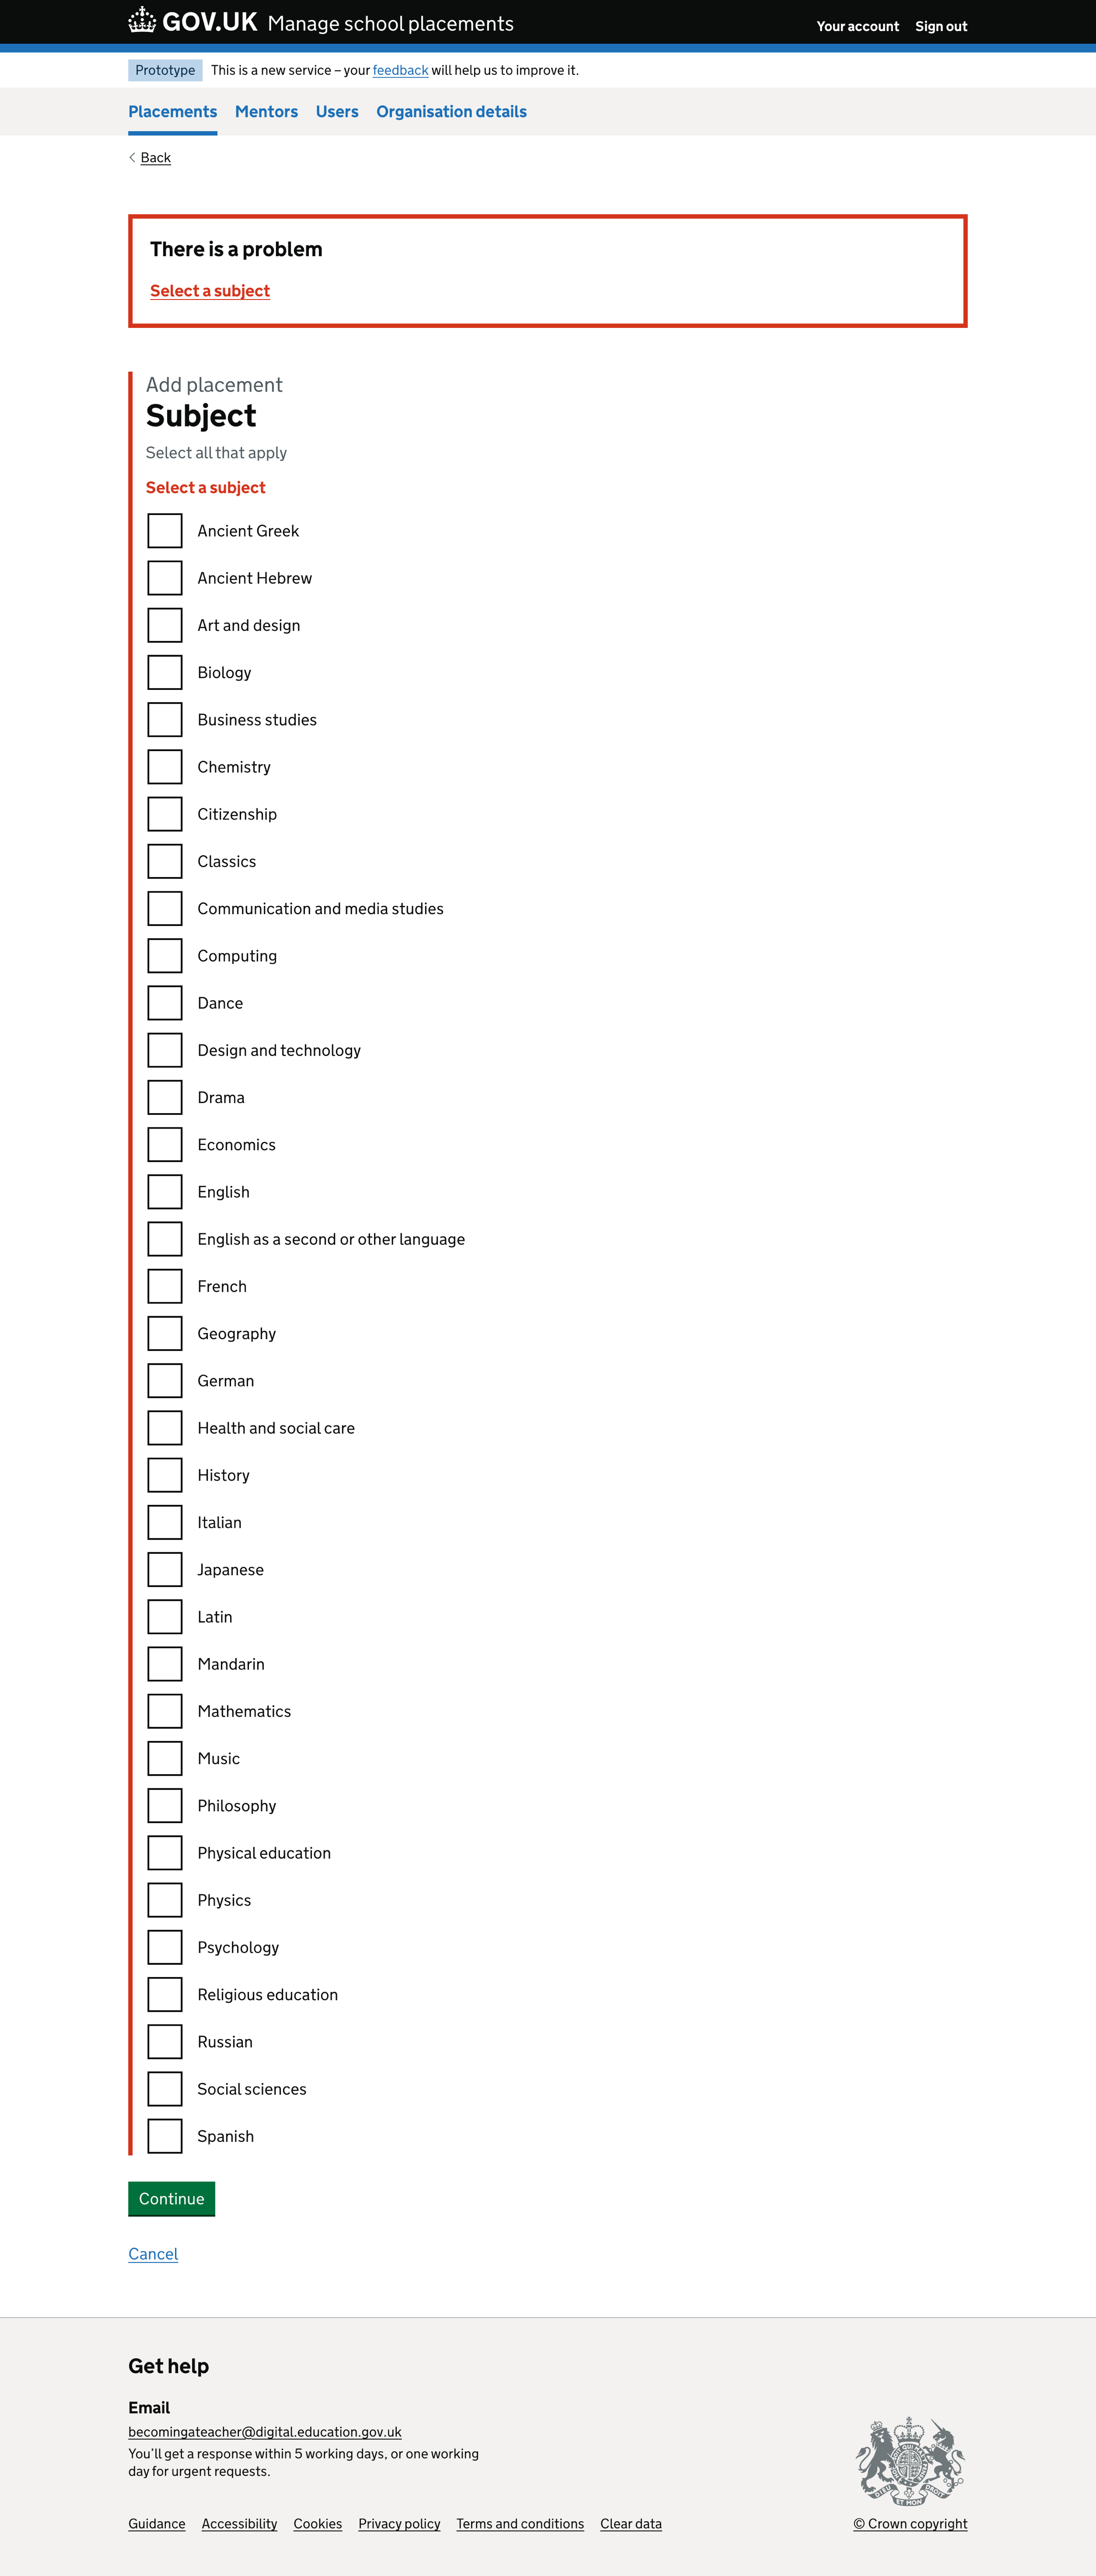 GOV.UK Manage school placements
Your account Sign out
Prototype This is a new service – your feedback will help us to improve it.
Placements Mentors Users Organisation details
Back
There is a problem
Select a subject
Add placement
Subject
Select all that apply
Select a subject
Ancient Greek
Ancient Hebrew
Art and design
Biology
Business studies
Chemistry
Citizenship
Classics
Communication and media studies
Computing
Dance
Design and technology
Drama
Economics
English
English as a second or other language
French
Geography
German
Health and social care
History
Italian
Japanese
Latin
Mandarin
Mathematics
Music
Philosophy
Physical education
Physics
Psychology
Religious education
Russian
Social sciences
Spanish
Continue
Cancel
Get help
Email
becomingateacher@digital.education.gov.uk
You’ll get a response within 5 working days, or one working
day for urgent requests.
Guidance Accessibility Cookies Privacy policy Terms and conditions Clear data
© Crown copyright